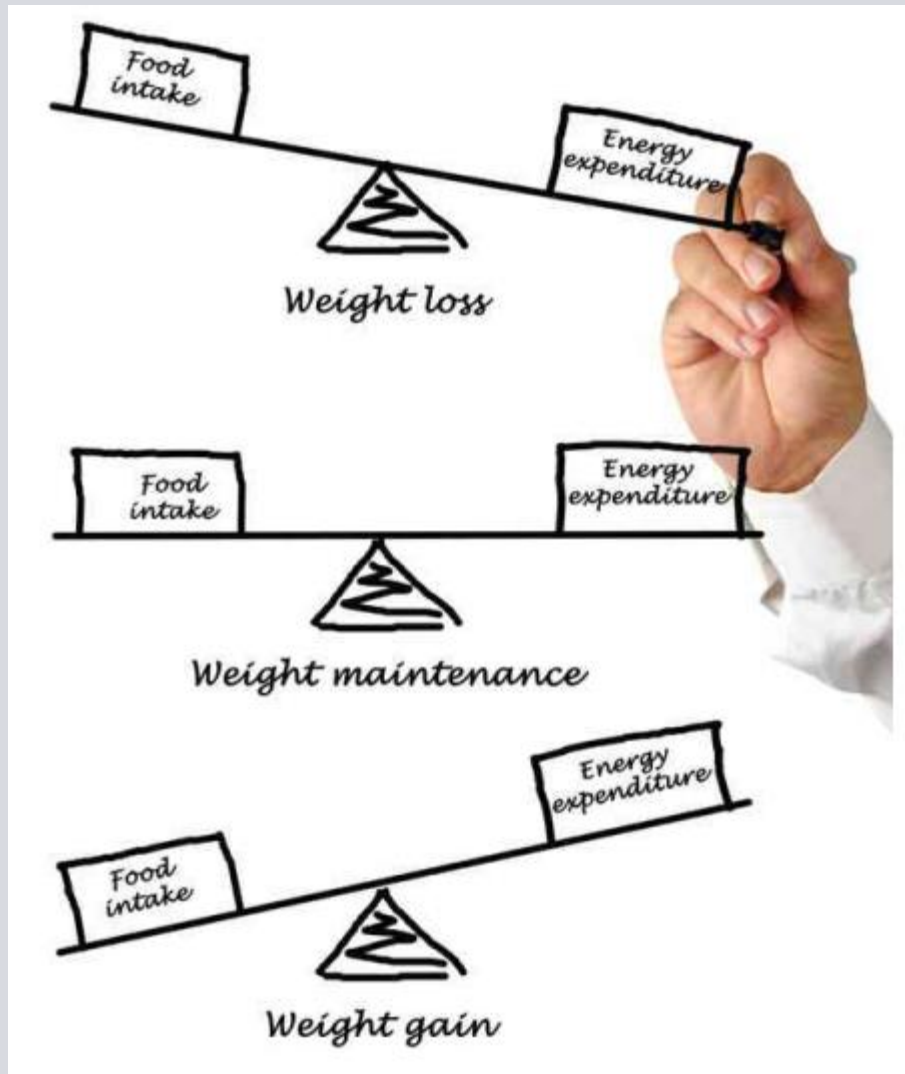 Food
intake
Energy
expenditure
Weight loss
Food
intake
Energy
expenditure
Weight maintenance
Energy
expenditure
Food
intake
Weight gain